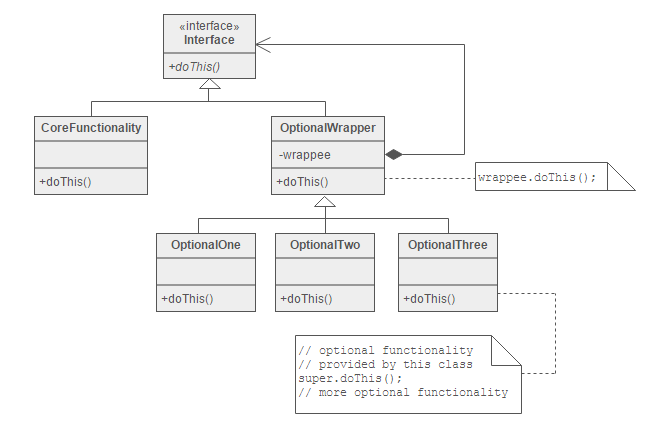 «interface»
Interface
+doThis()
CoreFunctionality
+doThis()
OptionalWrapper
-wrappee
+doThis()
wrappee.doThis();
OptionalOne
+doThis()
OptionalTwo
+doThis()
OptionalThree
+doThis()
// optional functionality
// provided by this class
super.doThis();
// more optional functionality